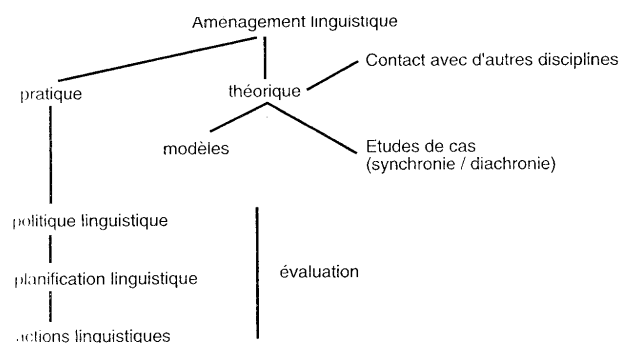 Aménagement linguistique
Contact avec d'autres disciplines
pratique
théorique
modèles
Etudes de cas
(synchronie / diachronie)
politique linguistique
évaluation
planification linguistique
actions linguistiques